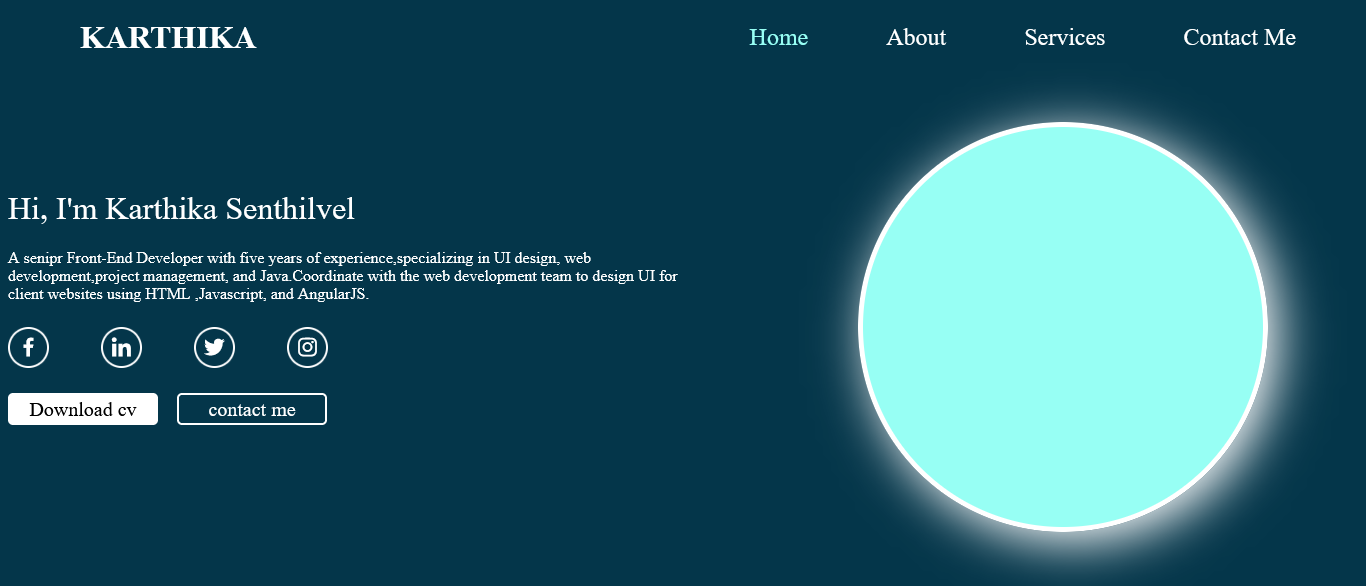 KARTHIKA
Home About Services Contact Me
Hi, I'm Karthika Senthilvel
A senipr Front-End Developer with five years of experience,specializing in UI design, web
development,project management, and Java.Coordinate with the web development team to design UI for
client websites using HTML ,Javascript, and AngularJS.
Download cv contact me